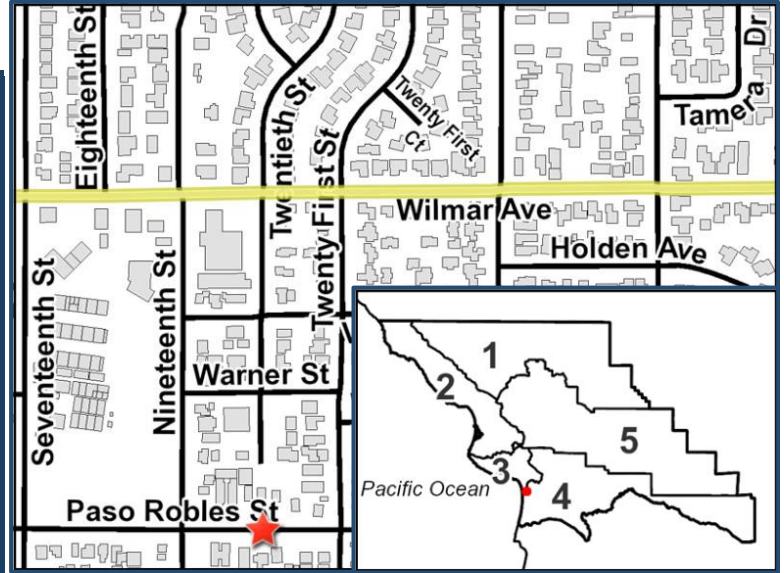 Eighteenth St
Twentieth St
Twenty First St
Twenty First
Ct
Tamera Dr
Wilmar Ave
Holden Ave
Seventeenth St
Nineteenth St
Warner St
Paso Robles St
1
2
3
4
5
Pacific Ocean